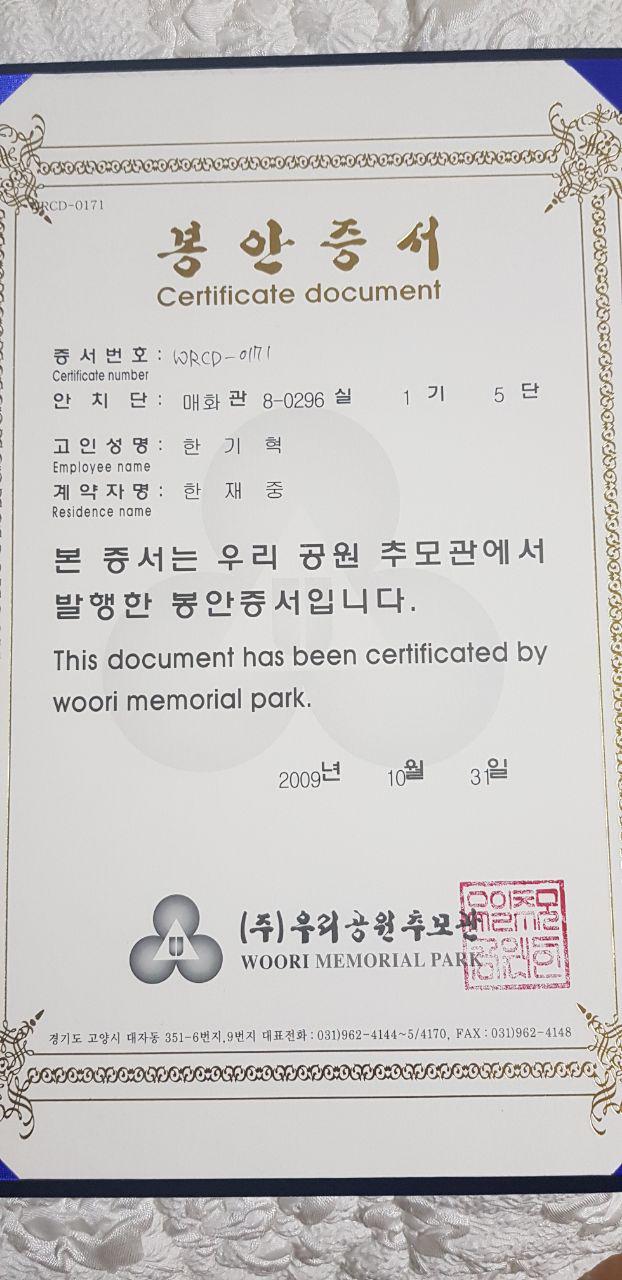 RCD-0171
봉안증서
Certificate document
증서번호 : WRCD-0171
Certificate number
안 치 단 : 매화관 8-0296 실 1 기 5 단
고인성명 : 한 기 혁
Employee name
계약자명 : 한 재 중
Residence name
본 증서는 우리 공원 추모관에서
발행한 봉안증서입니다.
This document has been certificated by
woori memorial park.
2009년 10월 31일
(주)우리공원추모관
WOORI MEMORIAL PARK
경기도 고양시 대자동 351-6번지,9번지 대표전화 : 031)962-4144~5/4170, FAX : 031)962-4148